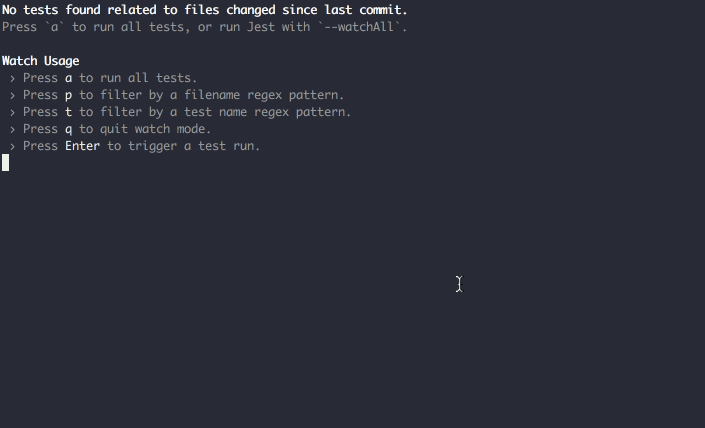 No tests found related to files changed since last commit.
Press `a` to run all tests, or run Jest with `--watchAll`.
Watch Usage
› Press a to run all tests.
› Press p to filter by a filename regex pattern.
› Press t to filter by a test name regex pattern.
› Press q to quit watch mode.
› Press Enter to trigger a test run.